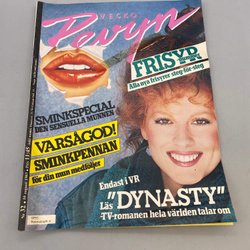 VECKO
Revyn
FRISYR
Alla nya frisyrer steg-för-steg
SMINKSPECIAL
DEN SENSUELLA MUNNEN
VARSÅGOD!
SMINKPENNAN
för din mun medföljer
Endast i VR
"DYNASTY"
Läs
TV-romanen hela världen talar om